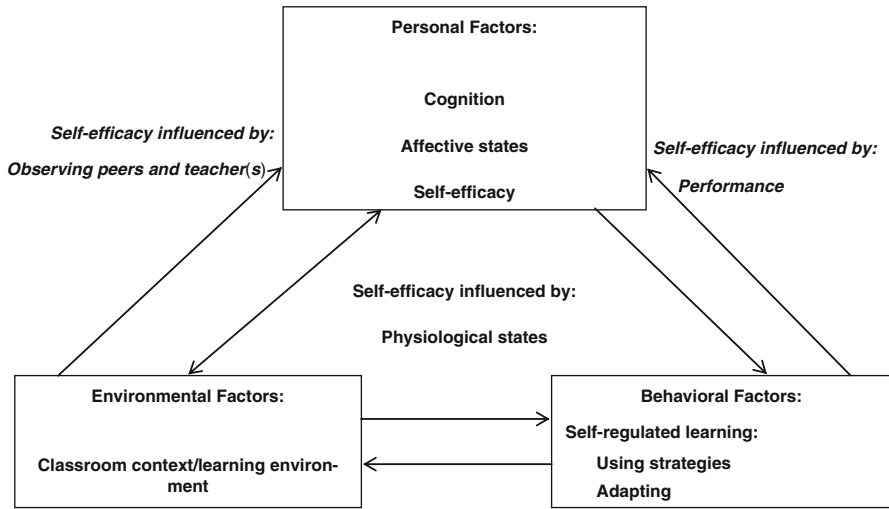 Personal Factors:
Cognition
Affective states
Self-efficacy
Self-efficacy influenced by:
Observing peers and teacher(s)
Self-efficacy influenced by:
Performance
Self-efficacy influenced by:
Physiological states
Environmental Factors:
Classroom context/learning environ-
ment
Behavioral Factors:
Self-regulated learning:
Using strategies
Adapting